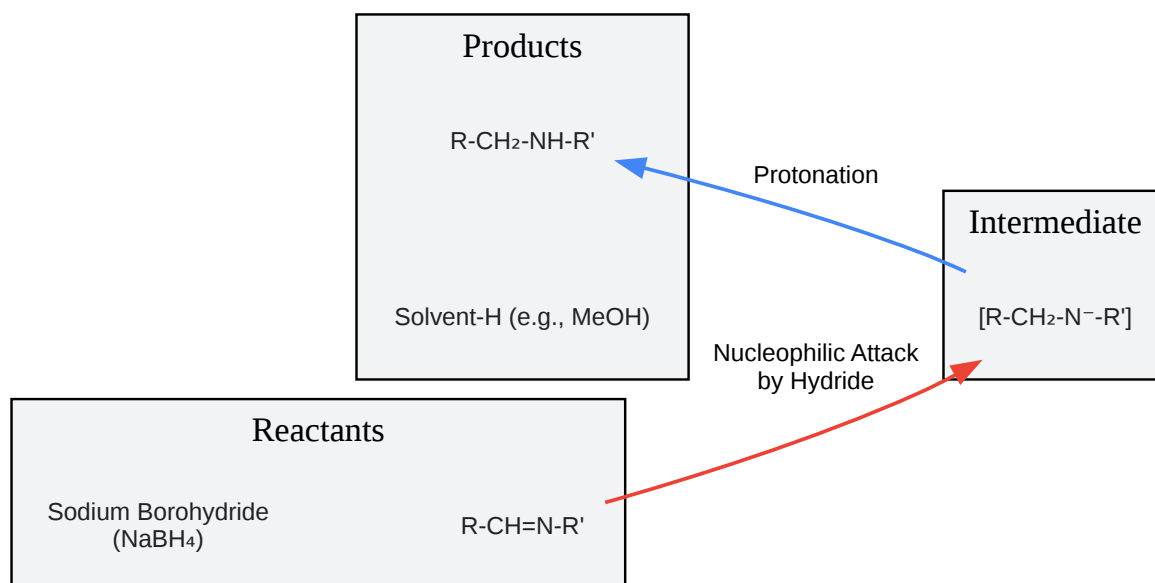 Products
R-CH₂-NH-R'
Protonation
Intermediate
Solvent-H (e.g., MeOH)
[R-CH₂-N⁻-R']
Nucleophilic Attack
by Hydride
Reactants
Sodium Borohydride
(NaBH₄)
R-CH=N-R'